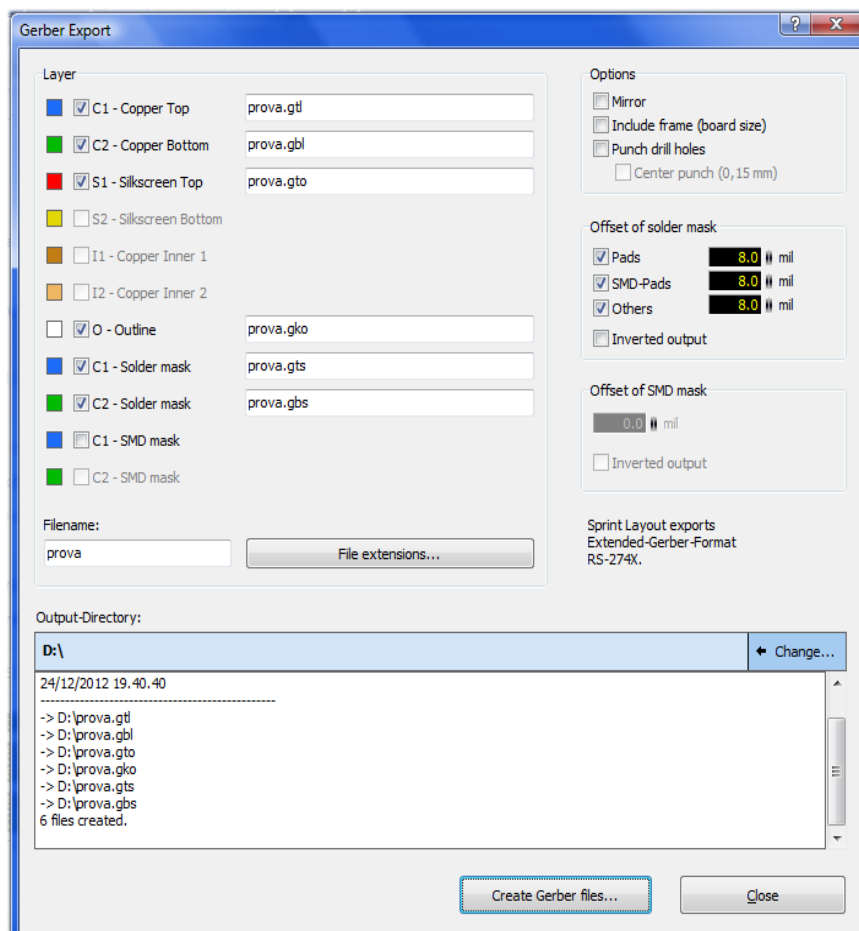 Gerber Export
Layer
C1 - Copper Top
prova.gtl
C2 - Copper Bottom
prova.gbl
S1 - Silkscreen Top
prova.gto
S2 - Silkscreen Bottom
I1 - Copper Inner 1
I2 - Copper Inner 2
O - Outline
prova.gko
C1 - Solder mask
prova.gts
C2 - Solder mask
prova.gbs
C1 - SMD mask
C2 - SMD mask
Filename:
prova
File extensions...
Options
Mirror
Include frame (board size)
Punch drill holes
Center punch (0,15 mm)
Offset of solder mask
Pads 8.0 mil
SMD-Pads 8.0 mil
Others 8.0 mil
Inverted output
Offset of SMD mask
0.0 mil
Inverted output
Sprint Layout exports
Extended-Gerber-Format
RS-274X.
Output-Directory:
D:\
Change...
24/12/2012 19.40.40
-----------------------------------------------
-> D:\prova.gtl
-> D:\prova.gbl
-> D:\prova.gto
-> D:\prova.gko
-> D:\prova.gts
-> D:\prova.gbs
6 files created.
Create Gerber files...
Close